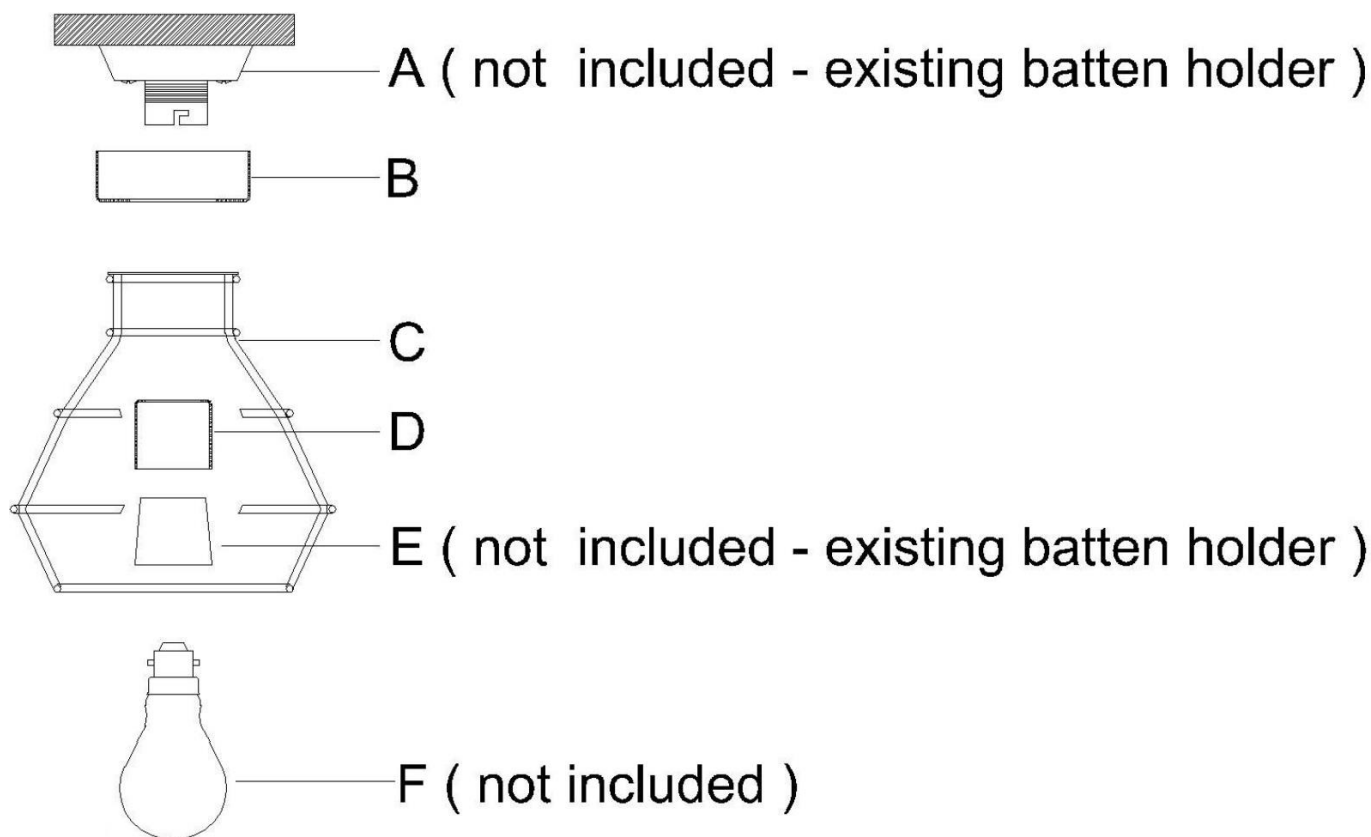 A ( not included - existing batten holder )
B
C
D
E ( not included - existing batten holder )
F ( not included )